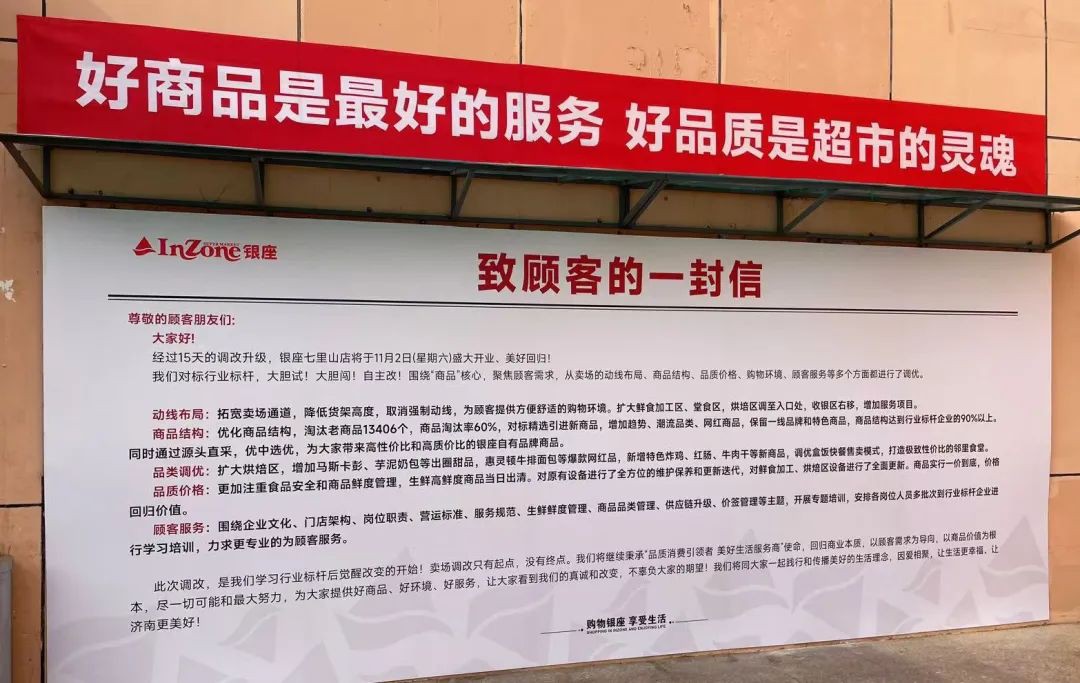 好商品是最好的服务 好品质是超市的灵魂
InZone SUPERMARKET 银座
致顾客的一封信
尊敬的顾客朋友们：
大家好！
经过15天的调改升级，银座七里山店将于11月2日(星期六)盛大开业、美好回归！
我们对标行业标杆，大胆试！大胆闯！自主改！围绕“商品”核心，聚焦顾客需求，从卖场的动线布局、商品结构、品质价格、购物环境、顾客服务等多个方面都进行了调优。
动线布局：拓宽卖场通道，降低货架高度，取消强制动线，为顾客提供方便舒适的购物环境。扩大鲜食加工区、堂食区，烘焙区调至入口处，收银区右移，增加服务项目。
商品结构：优化商品结构，淘汰老商品13406个，商品淘汰率60%，对标精选引进新商品，增加趋势、潮流品类、网红商品，保留一线品牌和特色商品，商品结构达到行业标杆企业的90%以上。
同时通过源头直采，优中选优，为大家带来高性价比和高质价比的银座自有品牌商品。
品类调优：扩大烘焙区，增加马斯卡彭、芋泥奶包等出圈甜品，惠灵顿牛排面包等爆款网红品，新增特色炸鸡、红肠、牛肉干等新商品，调优盒饭快餐售卖模式，打造极致性价比的邻里食堂。
品质价格：更加注重食品安全和商品鲜度管理，生鲜高鲜度商品当日出清。对原有设备进行了全方位的维护保养和更新迭代，对鲜食加工、烘焙区设备进行了全面更新。商品实行一价到底，价格
回归价值。
顾客服务：围绕企业文化、门店架构、岗位职责、营运标准、服务规范、生鲜鲜度管理、商品品类管理、供应链升级、价签管理等主题，开展专题培训，安排各岗位人员多批次到行业标杆企业进
行学习培训，力求更专业的为顾客服务。
此次调改，是我们学习行业标杆后觉醒改变的开始！卖场调改只有起点，没有终点。我们将继续秉承“品质消费引领者 美好生活服务商”使命，回归商业本质，以顾客需求为导向，以商品价值为根
本，尽一切可能和最大努力，为大家提供好商品、好环境、好服务，让大家看到我们的真诚和改变，不辜负大家的期望！我们将同大家一起践行和传播美好的生活理念，因爱相聚，让生活更幸福，让
济南更美好！
购物银座 享受生活
SHOPPING IN INZONE AND ENJOYING LIFE